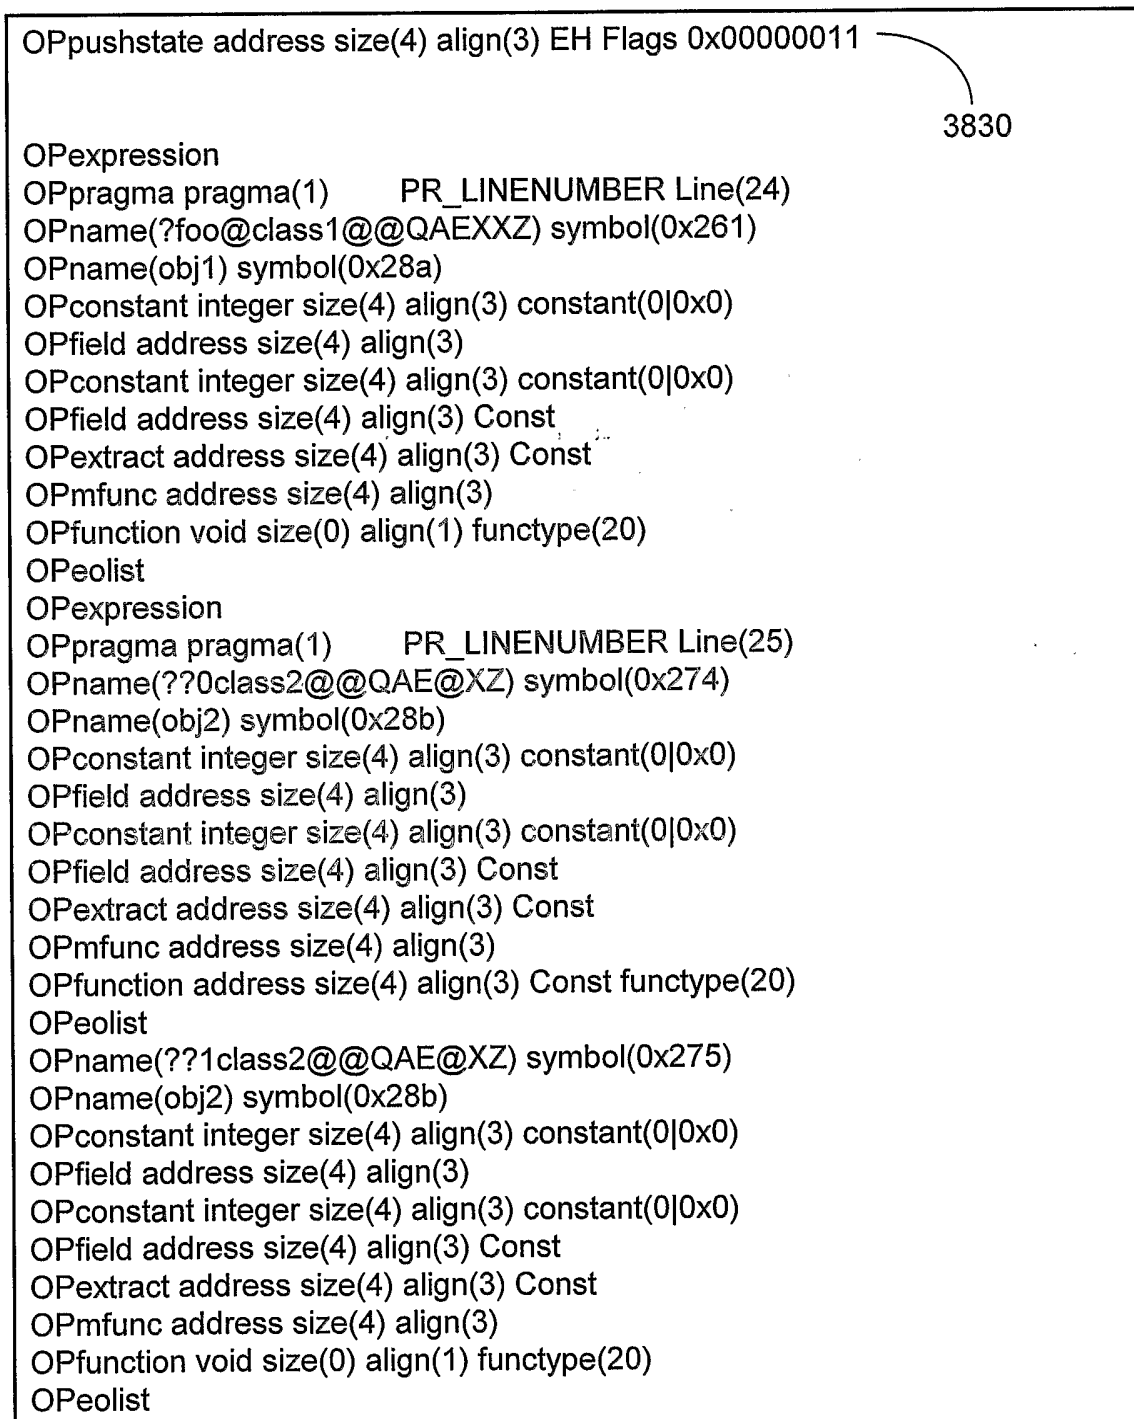 OPpushstate address size(4) align(3) EH Flags 0x00000011
3830
OPexpression
OPpragma pragma(1) PR_LINENUMBER Line(24)
OPname(?foo@class1@@QAEXXZ) symbol(0x261)
OPname(obj1) symbol(0x28a)
OPconstant integer size(4) align(3) constant(0|0x0)
OPfield address size(4) align(3)
OPconstant integer size(4) align(3) constant(0|0x0)
OPfield address size(4) align(3) Const
OPextract address size(4) align(3) Const
OPmfunc address size(4) align(3)
OPfunction void size(0) align(1) functype(20)
OPeolist
OPexpression
OPpragma pragma(1) PR_LINENUMBER Line(25)
OPname(??0class2@@QAE@XZ) symbol(0x274)
OPname(obj2) symbol(0x28b)
OPconstant integer size(4) align(3) constant(0|0x0)
OPfield address size(4) align(3)
OPconstant integer size(4) align(3) constant(0|0x0)
OPfield address size(4) align(3) Const
OPextract address size(4) align(3) Const
OPmfunc address size(4) align(3)
OPfunction address size(4) align(3) Const functype(20)
OPeolist
OPname(??1class2@@QAE@XZ) symbol(0x275)
OPname(obj2) symbol(0x28b)
OPconstant integer size(4) align(3) constant(0|0x0)
OPfield address size(4) align(3)
OPconstant integer size(4) align(3) constant(0|0x0)
OPfield address size(4) align(3) Const
OPextract address size(4) align(3) Const
OPmfunc address size(4) align(3)
OPfunction void size(0) align(1) functype(20)
OPeolist